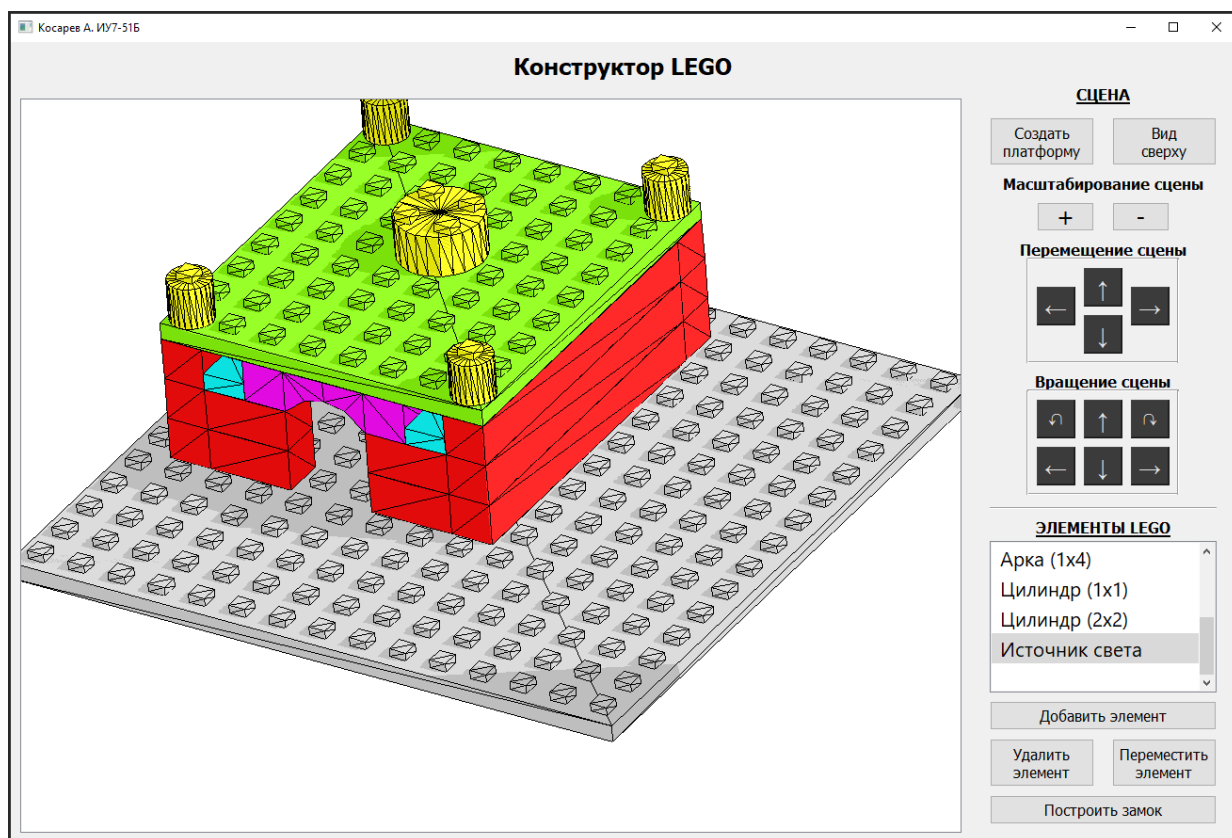 Косарев А. ИУ7-51Б
Конструктор LEGO
СЦЕНА
Создать
платформу
Вид
сверху
Масштабирование сцены
+ -
Перемещение сцены
↑
← →
↓
Вращение сцены
↑
← ↓ →
ЭЛЕМЕНТЫ LEGO
Арка (1x4)
Цилиндр (1x1)
Цилиндр (2x2)
Источник света
Добавить элемент
Удалить
элемент
Переместить
элемент
Построить замок